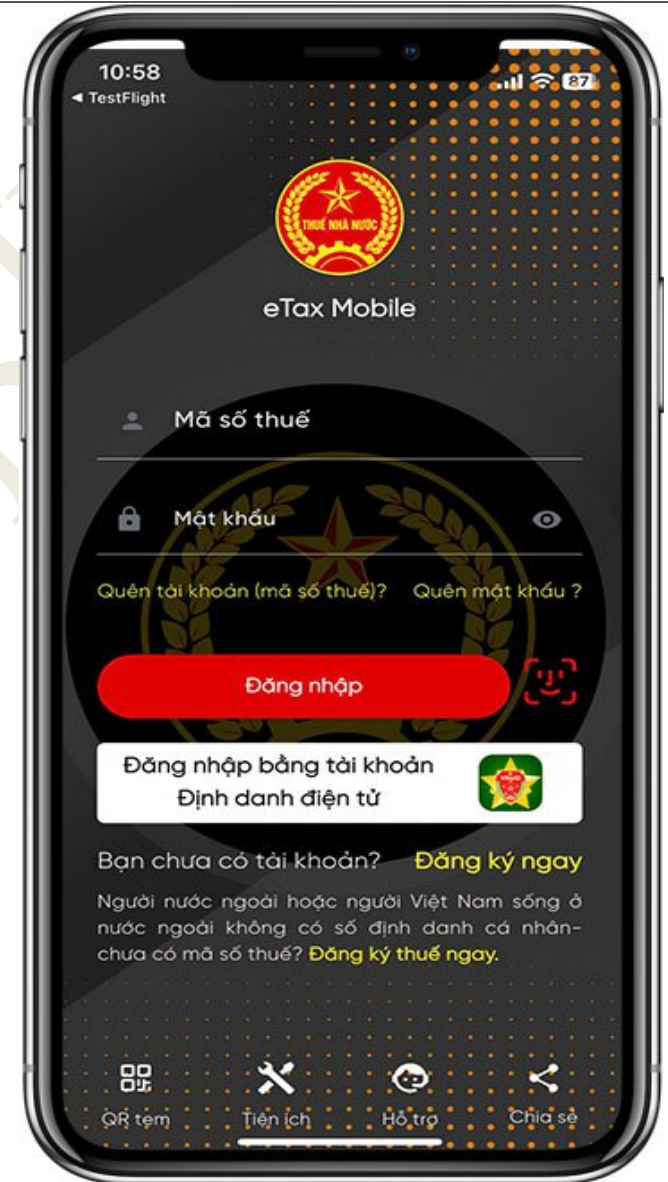 10:58
87
◀ TestFlight
THUẾ NHÀ NƯỚC
eTax Mobile
Mã số thuế
Mật khẩu
Quên tài khoản (mã số thuế)? Quên mật khẩu ?
Đăng nhập
Đăng nhập bằng tài khoản
Định danh điện tử
Bạn chưa có tài khoản? Đăng ký ngay
Người nước ngoài hoặc người Việt Nam sống ở
nước ngoài không có số định danh cá nhân-
chưa có mã số thuế? Đăng ký thuế ngay.
QR tem Tiện ích Hỗ trợ Chia sẻ